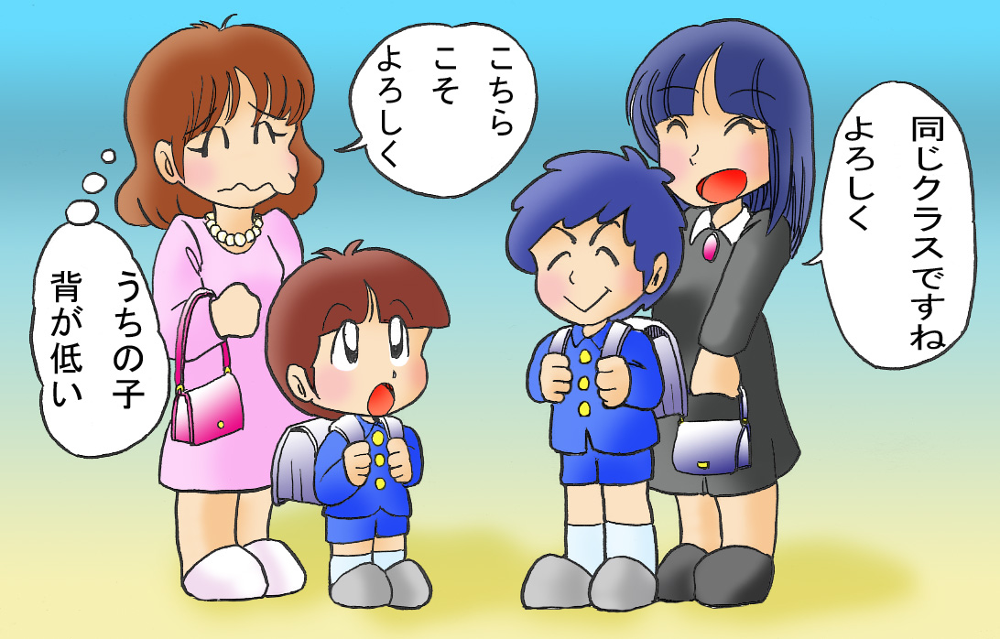 同じクラスですね
よろしく
こちら
こそ
よろしく
うちの子
背が低い